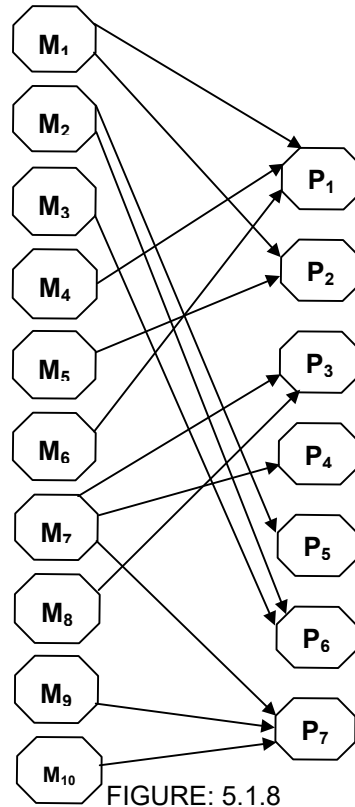 M₁
M₂
M₃
M₄
M₅
M₆
M₇
M₈
M₉
M₁₀
P₁
P₂
P₃
P₄
P₅
P₆
P₇
FIGURE: 5.1.8